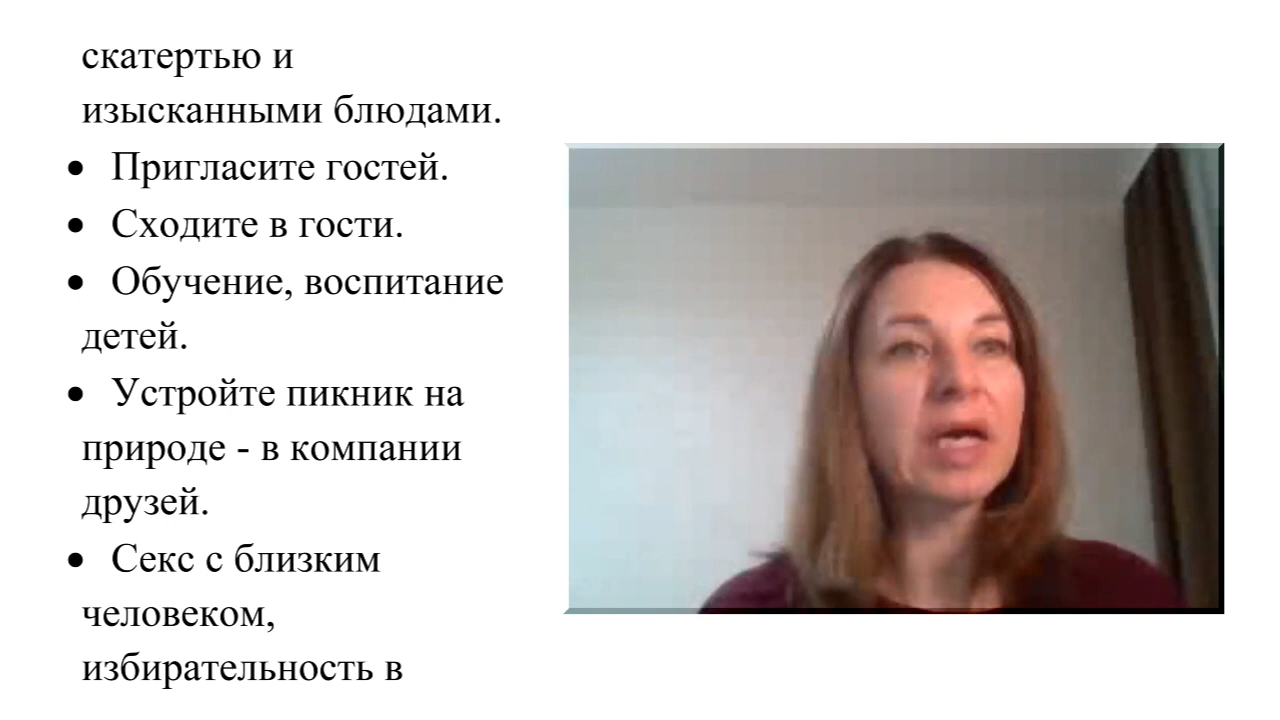 скатертью и
изысканными блюдами.
• Пригласите гостей.
• Сходите в гости.
• Обучение, воспитание
детей.
• Устройте пикник на
природе - в компании
друзей.
• Секс с близким
человеком,
избирательность в